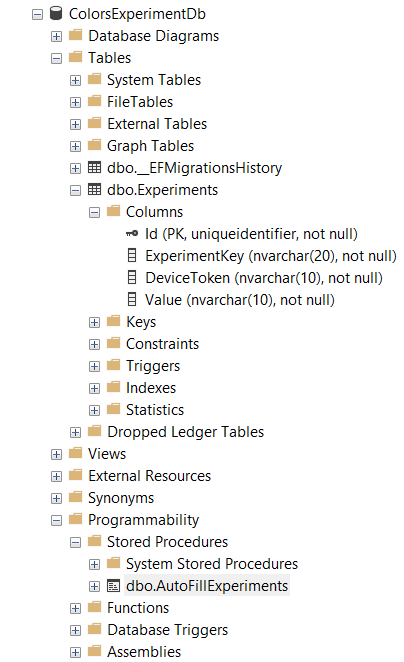 ColorsExperimentDb
Database Diagrams
Tables
System Tables
FileTables
External Tables
Graph Tables
dbo.__EFMigrationsHistory
dbo.Experiments
Columns
Id (PK, uniqueidentifier, not null)
ExperimentKey (nvarchar(20), not null)
DeviceToken (nvarchar(10), not null)
Value (nvarchar(10), not null)
Keys
Constraints
Triggers
Indexes
Statistics
Dropped Ledger Tables
Views
External Resources
Synonyms
Programmability
Stored Procedures
System Stored Procedures
dbo.AutoFillExperiments
Functions
Database Triggers
Assemblies